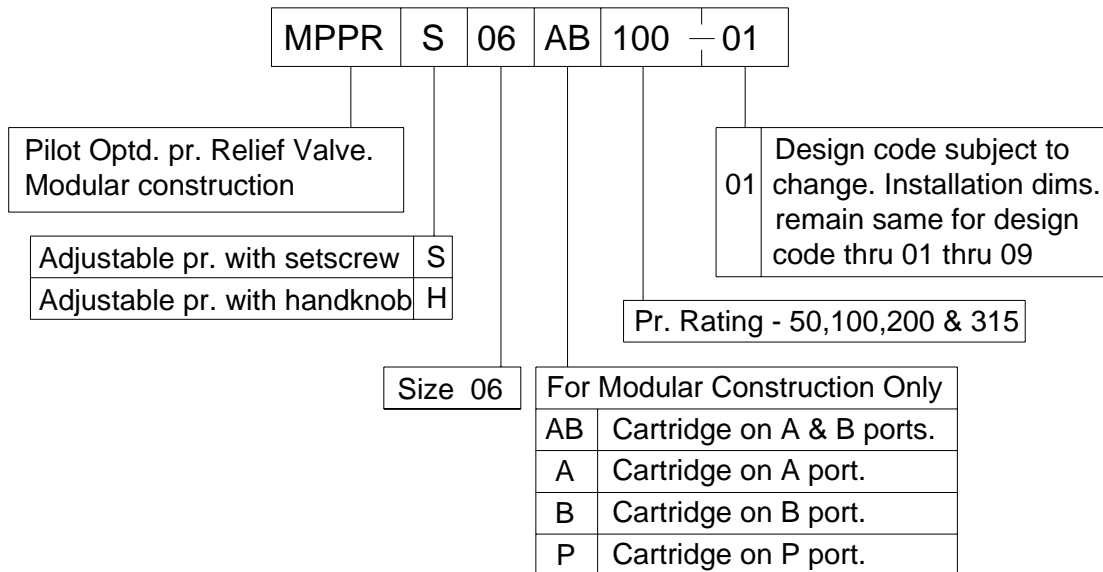 MPPR S 06 AB 100 - 01
Pilot Optd. pr. Relief Valve.
Modular construction
01 Design code subject to
change. Installation dims.
remain same for design
code thru 01 thru 09
Adjustable pr. with setscrew S
Adjustable pr. with handknob H
Pr. Rating - 50,100,200 & 315
Size 06
For Modular Construction Only
AB Cartridge on A & B ports.
A Cartridge on A port.
B Cartridge on B port.
P Cartridge on P port.